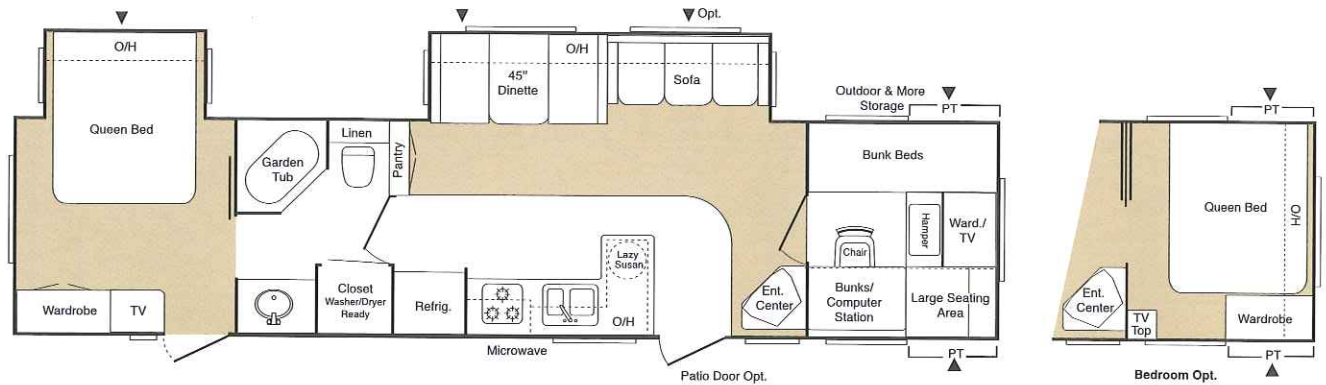 O/H
Queen Bed
Wardrobe
TV
Garden
Tub
Linen
Pantry
Closet
Washer/Dryer
Ready
Refrig.
Microwave
45"
Dinette
O/H
Opt.
Sofa
Lazy
Susan
O/H
Patio Door Opt.
Ent.
Center
Outdoor & More
Storage
PT
Bunk Beds
Chair
Hamper
Ward./
TV
Bunks/
Computer
Station
Large Seating
Area
PT
PT
Queen Bed
O/H
Ent.
Center
TV
Top
Wardrobe
PT
Bedroom Opt.